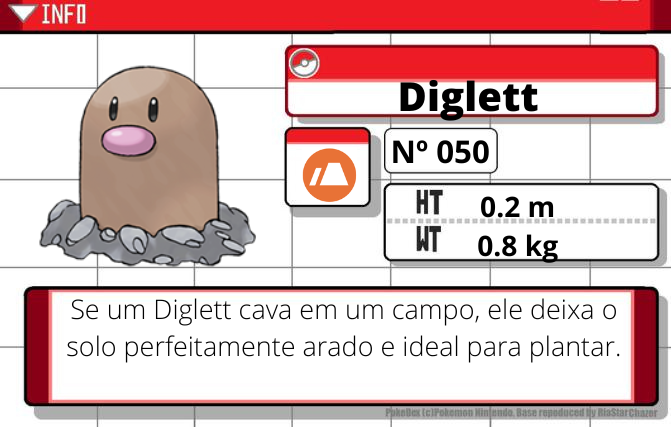 INFO
Diglett
Nº 050
HT 0.2 m
WT 0.8 kg
Se um Diglett cava em um campo, ele deixa o
solo perfeitamente arado e ideal para plantar.
PokeDex (c)Pokemon Nintendo. Base repoduced by RiaStarChazer